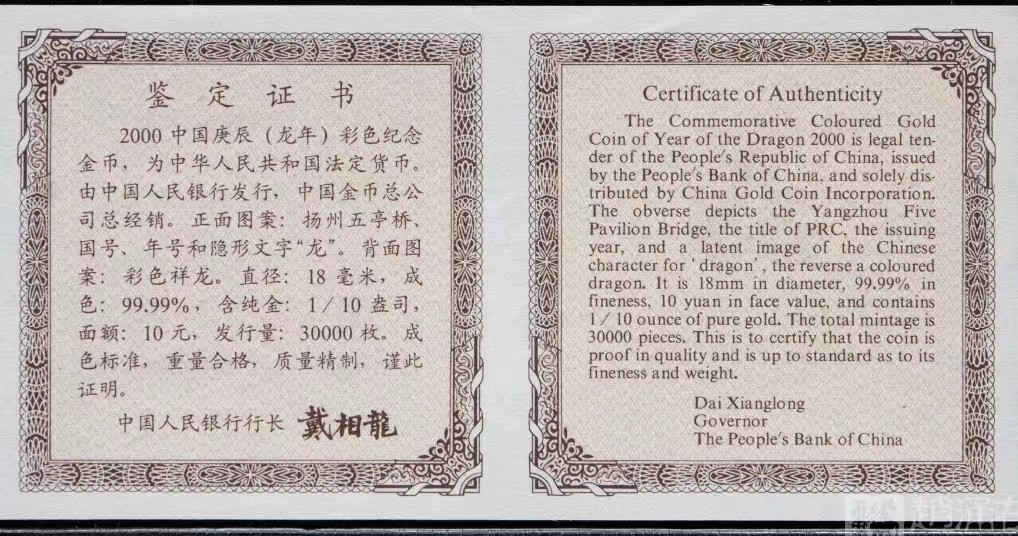 鉴定证书
2000 中国庚辰（龙年）彩色纪念
金币，为中华人民共和国法定货币。
由中国人民银行发行，中国金币总公
司总经销。正面图案：扬州五亭桥、
国号、年号和隐形文字“龙”。背面图
案：彩色祥龙。直径：18 毫米，成
色：99.99%，含纯金：1／10 盎司，
面额：10 元，发行量：30000 枚。成
色标准，重量合格，质量精制，谨此
证明。
中国人民银行行长 戴相龍
Certificate of Authenticity
The Commemorative Coloured Gold
Coin of Year of the Dragon 2000 is legal ten-
der of the People's Republic of China, issued
by the People's Bank of China, and solely dis-
tributed by China Gold Coin Incorporation.
The obverse depicts the Yangzhou Five
Pavilion Bridge, the title of PRC, the issuing
year, and a latent image of the Chinese
character for ‘dragon’, the reverse a coloured
dragon. It is 18mm in diameter, 99.99% in
fineness, 10 yuan in face value, and contains
1／10 ounce of pure gold. The total mintage is
30000 pieces. This is to certify that the coin is
proof in quality and is up to standard as to its
fineness and weight.
Dai Xianglong
Governor
The People's Bank of China